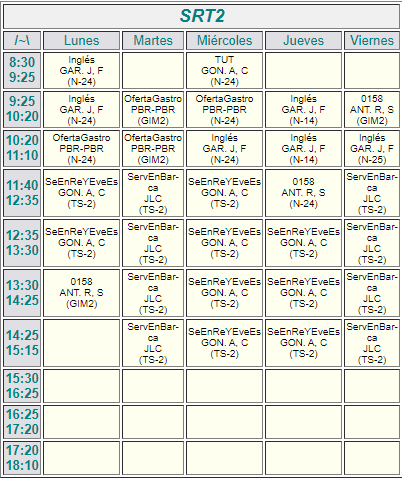 SRT2
/~\ Lunes Martes Miércoles Jueves Viernes
8:30
9:25
Inglés
GAR. J, F
(N-24)
TUT
GON. A, C
(N-24)
9:25
10:20
Inglés
GAR. J, F
(N-24)
OfertaGastro
PBR-PBR
(GIM2)
OfertaGastro
PBR-PBR
(N-24)
Inglés
GAR. J, F
(N-14)
0158
ANT. R, S
(GIM2)
10:20
11:10
OfertaGastro
PBR-PBR
(N-24)
OfertaGastro
PBR-PBR
(GIM2)
Inglés
GAR. J, F
(N-24)
Inglés
GAR. J, F
(N-14)
Inglés
GAR. J, F
(N-25)
11:40
12:35
SeEnReYEveEs
GON. A, C
(TS-2)
ServEnBar-
ca
JLC
(TS-2)
SeEnReYEveEs
GON. A, C
(TS-2)
0158
ANT. R, S
(N-24)
ServEnBar-
ca
JLC
(TS-2)
12:35
13:30
SeEnReYEveEs
GON. A, C
(TS-2)
ServEnBar-
ca
JLC
(TS-2)
SeEnReYEveEs
GON. A, C
(TS-2)
SeEnReYEveEs
GON. A, C
(TS-2)
ServEnBar-
ca
JLC
(TS-2)
13:30
14:25
0158
ANT. R, S
(GIM2)
ServEnBar-
ca
JLC
(TS-2)
SeEnReYEveEs
GON. A, C
(TS-2)
SeEnReYEveEs
GON. A, C
(TS-2)
ServEnBar-
ca
JLC
(TS-2)
14:25
15:15
ServEnBar-
ca
JLC
(TS-2)
SeEnReYEveEs
GON. A, C
(TS-2)
SeEnReYEveEs
GON. A, C
(TS-2)
ServEnBar-
ca
JLC
(TS-2)
15:30
16:25
16:25
17:20
17:20
18:10